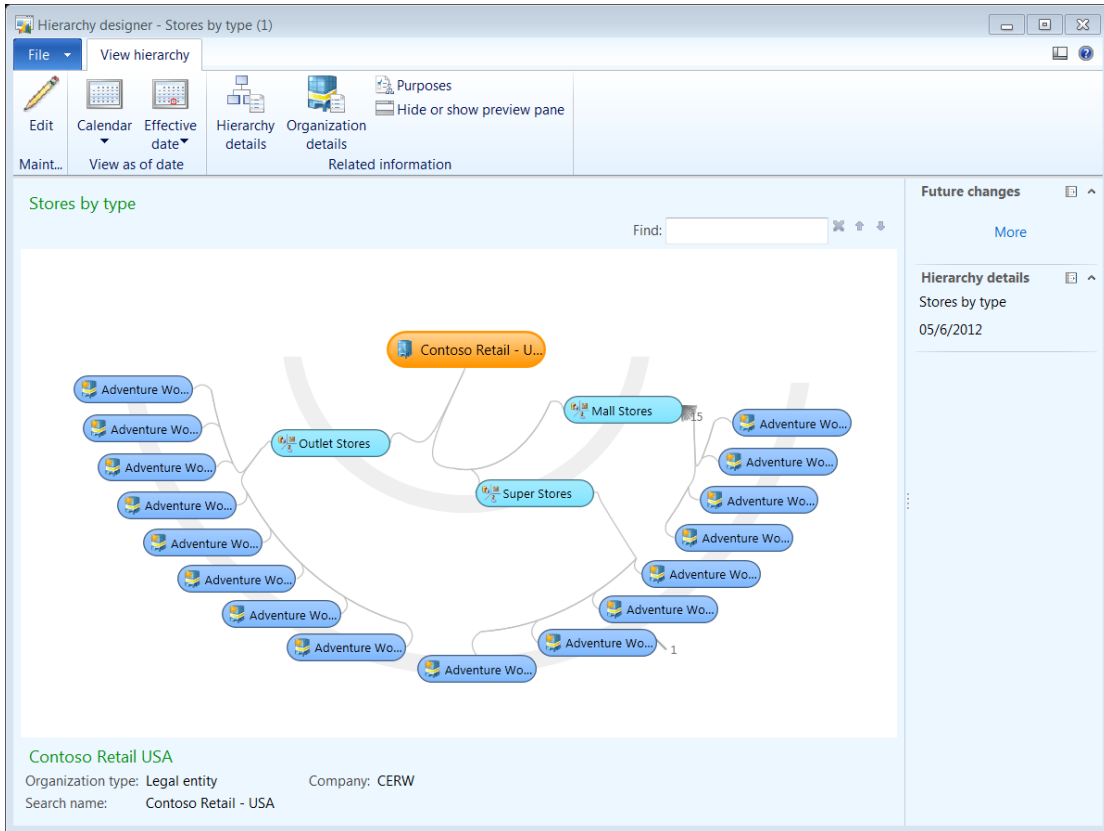 Hierarchy designer - Stores by type (1)
File
View hierarchy
Edit
Calendar
Effective date
Hierarchy details
Organization details
Purposes
Hide or show preview pane
Maint...
View as of date
Related information
Stores by type
Find:
Future changes
More
Hierarchy details
Stores by type
05/6/2012
Contoso Retail - U...
Adventure Wo...
Mall Stores
15
Adventure Wo...
Adventure Wo...
Outlet Stores
Adventure Wo...
Adventure Wo...
Super Stores
Adventure Wo...
Adventure Wo...
Adventure Wo...
Adventure Wo...
Adventure Wo...
Adventure Wo...
Adventure Wo...
Adventure Wo...
Adventure Wo...
Adventure Wo...
Adventure Wo...
1
Adventure Wo...
Contoso Retail USA
Organization type: Legal entity
Company: CERW
Search name: Contoso Retail - USA